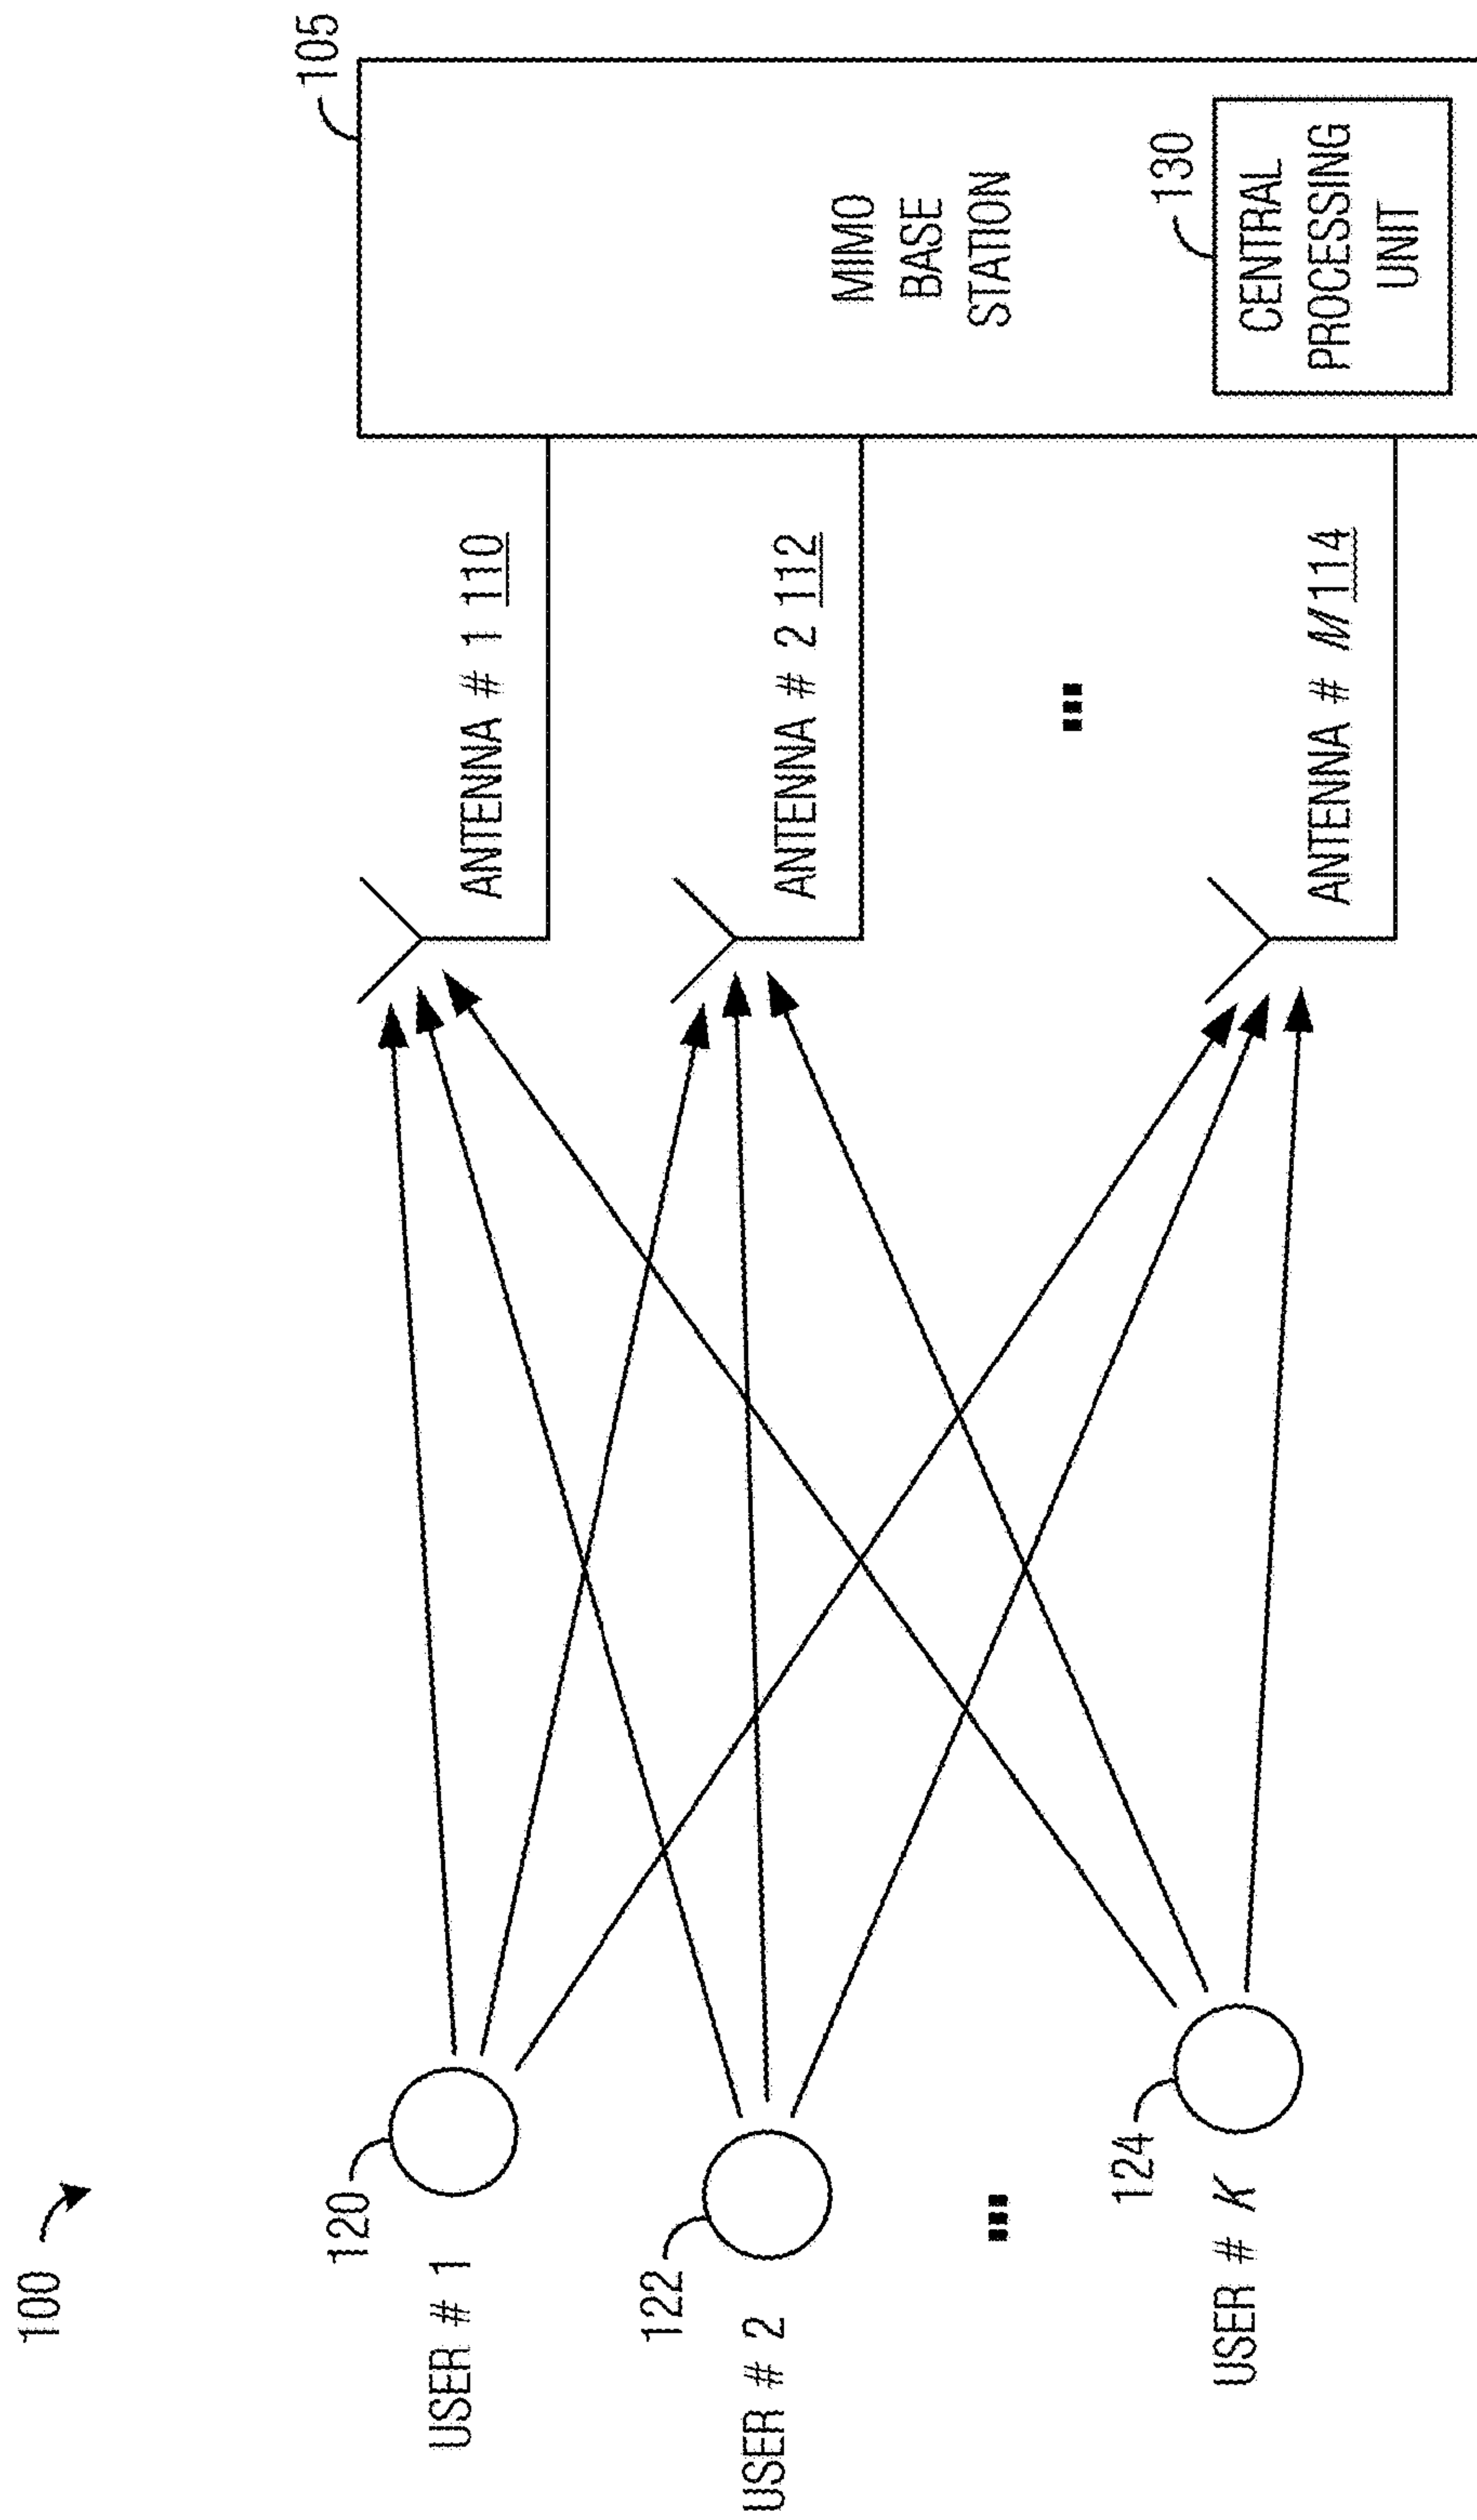 100
120
USER # 1
122
USER # 2
124
USER # K
ANTENNA # 1 110
ANTENNA # 2 112
ANTENNA # M 114
105
MIMO
BASE
STATION
130
CENTRAL
PROCESSING
UNIT